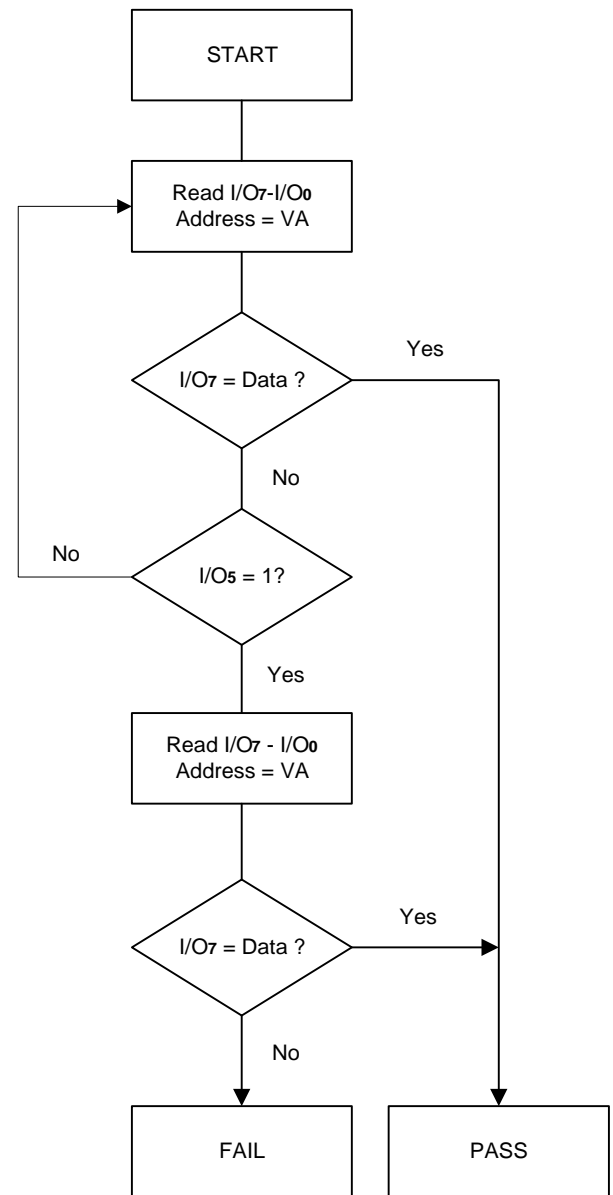 START
Read I/O7-I/O0
Address = VA
Yes
I/O7 = Data ?
No
No
I/O5 = 1?
Yes
Read I/O7 - I/O0
Address = VA
Yes
I/O7 = Data ?
No
FAIL
PASS